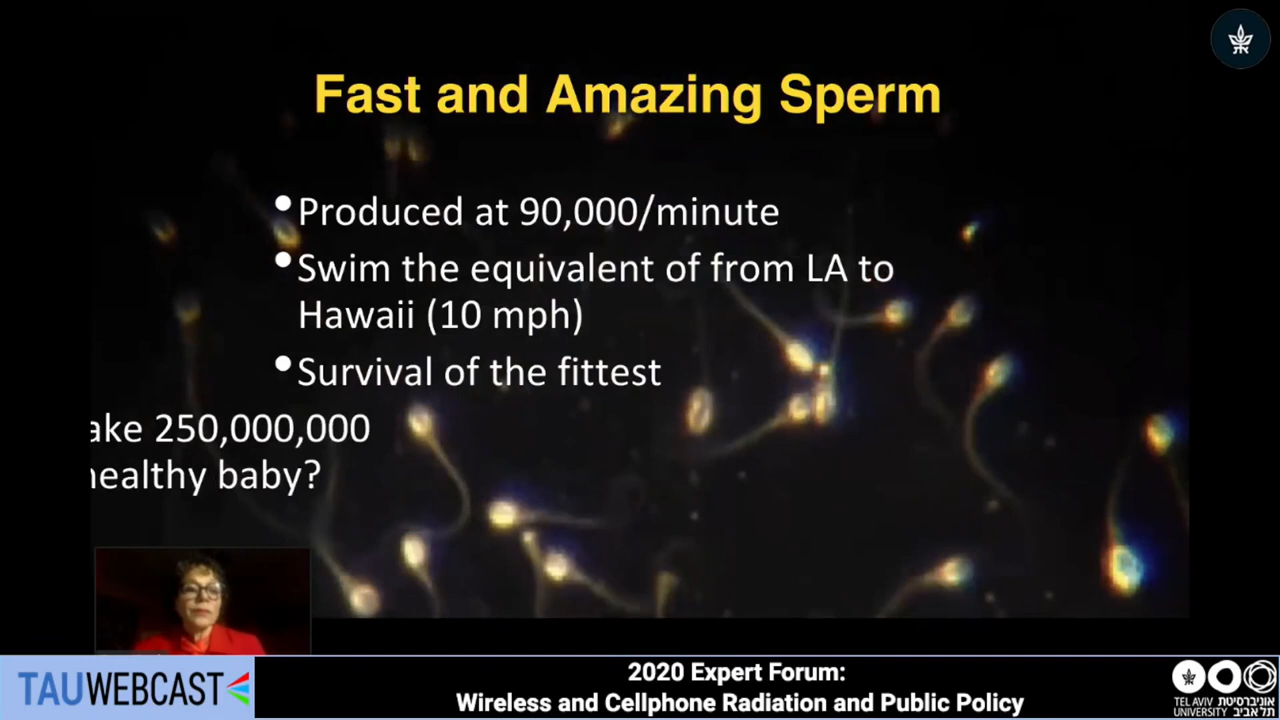 Fast and Amazing Sperm
•Produced at 90,000/minute
•Swim the equivalent of from LA to
Hawaii (10 mph)
•Survival of the fittest
ake 250,000,000
healthy baby?
TAUWEBCAST
2020 Expert Forum:
Wireless and Cellphone Radiation and Public Policy
TEL AVIV אוניברסיטת
UNIVERSITY תל אביב